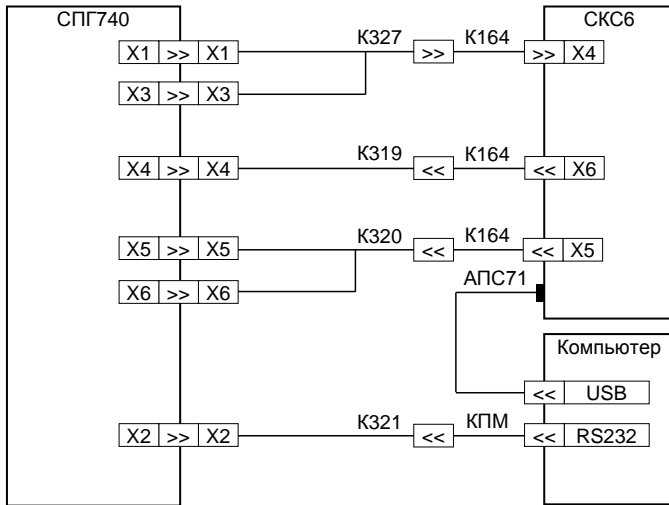 СПГ740 СКС6
К327 К164
X1 >> X1 >> >> X4
X3 >> X3
К319 К164
X4 >> X4 << << X6
К320 К164
X5 >> X5 << << X5
АПС71
X6 >> X6
Компьютер
<< USB
К321 КПМ
X2 >> X2 << << RS232